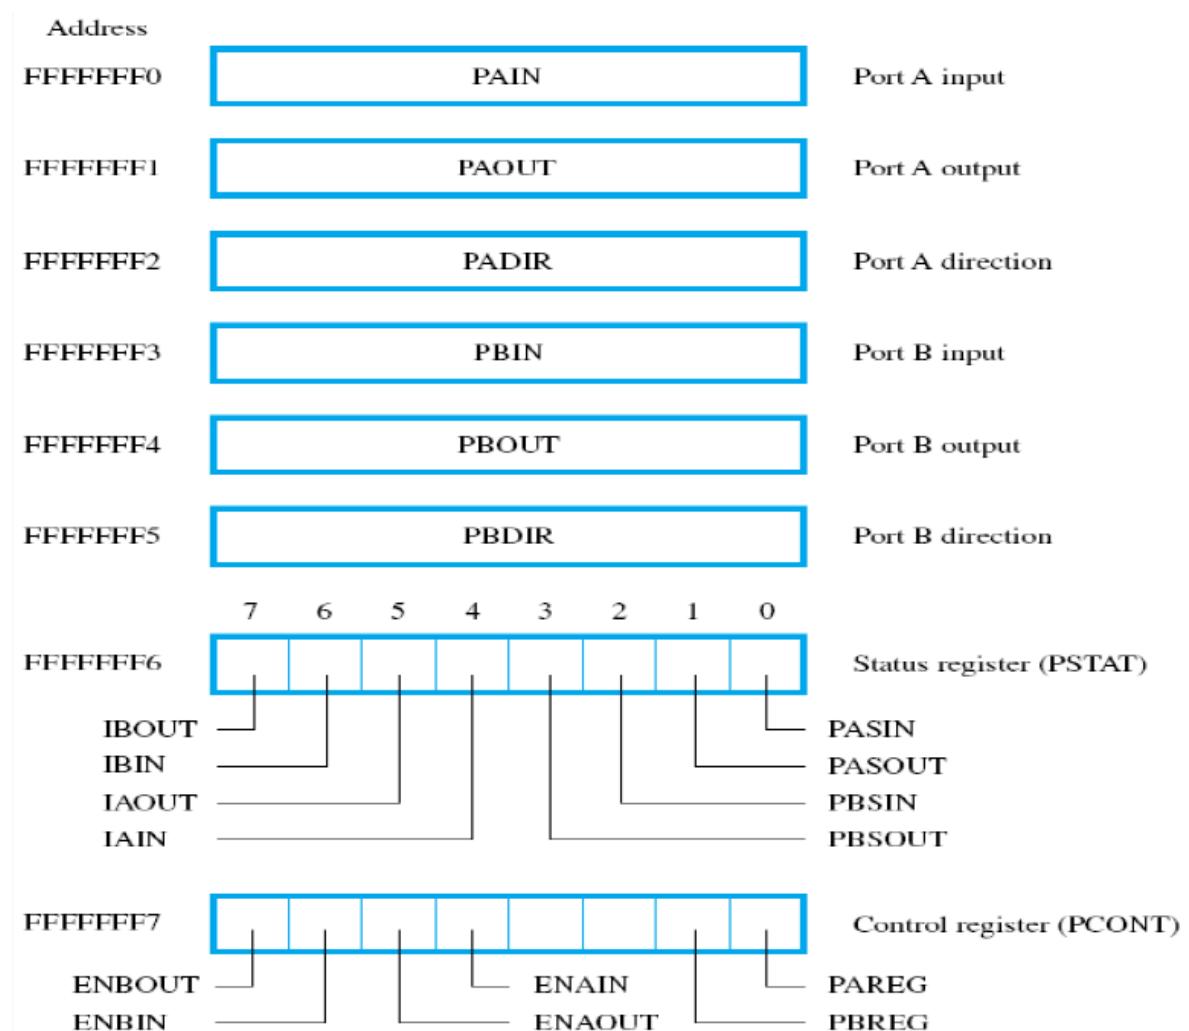 Address
FFFFFFF0 PAIN Port A input
FFFFFFF1 PAOUT Port A output
FFFFFFF2 PADIR Port A direction
FFFFFFF3 PBIN Port B input
FFFFFFF4 PBOUT Port B output
FFFFFFF5 PBDIR Port B direction
7 6 5 4 3 2 1 0
FFFFFFF6 Status register (PSTAT)
IBOUT PASIN
IBIN PASOUT
IAOUT PBSIN
IAIN PBSOUT
FFFFFFF7 Control register (PCONT)
ENBOUT ENAIN PAREG
ENBIN ENAOUT PBREG